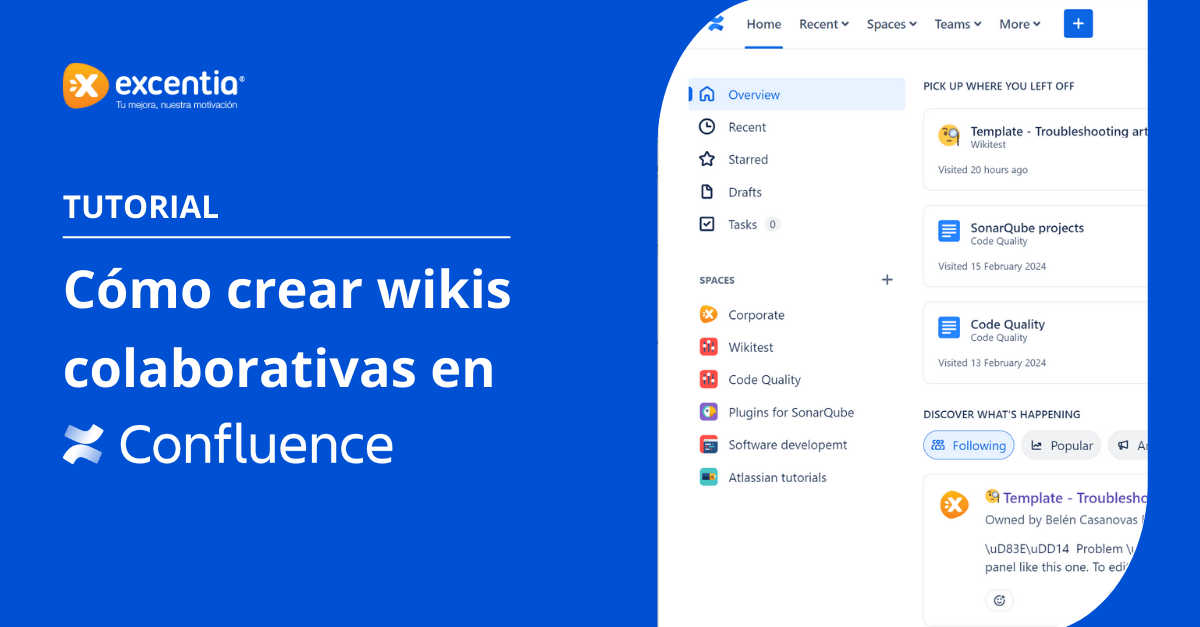 excentia®
Tu mejora, nuestra motivación
TUTORIAL
Cómo crear wikis
colaborativas en
Confluence
Home Recent Spaces Teams More +
Overview
Recent
Starred
Drafts
Tasks 0
SPACES +
Corporate
Wikitest
Code Quality
Plugins for SonarQube
Software developemt
Atlassian tutorials
PICK UP WHERE YOU LEFT OFF
Template - Troubleshooting art
Wikitest
Visited 20 hours ago
SonarQube projects
Code Quality
Visited 15 February 2024
Code Quality
Code Quality
Visited 13 February 2024
DISCOVER WHAT'S HAPPENING
Following Popular
Template - Troublesho
Owned by Belén Casanovas
\uD83E\uDD14 Problem \u
panel like this one. To edi